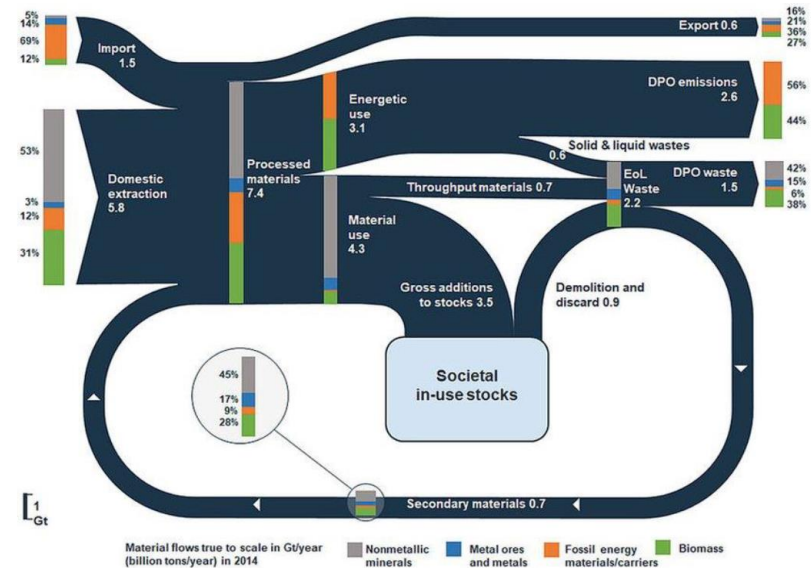 5%
14%
69%
12%
Import
1.5
16%
21%
36%
27%
Export 0.6
53%
3%
12%
31%
Domestic
extraction
5.8
Processed
materials
7.4
Energetic
use
3.1
DPO emissions
2.6
56%
44%
Solid & liquid wastes
0.6
Throughput materials 0.7
EoL
Waste
2.2
DPO waste
1.5
42%
15%
6%
38%
Material
use
4.3
Gross additions
to stocks 3.5
Demolition and
discard 0.9
Societal
in-use stocks
45%
17%
9%
28%
Secondary materials 0.7
1
Gt
Material flows true to scale in Gt/year
(billion tons/year) in 2014
Nonmetallic
minerals
Metal ores
and metals
Fossil energy
materials/carriers
Biomass